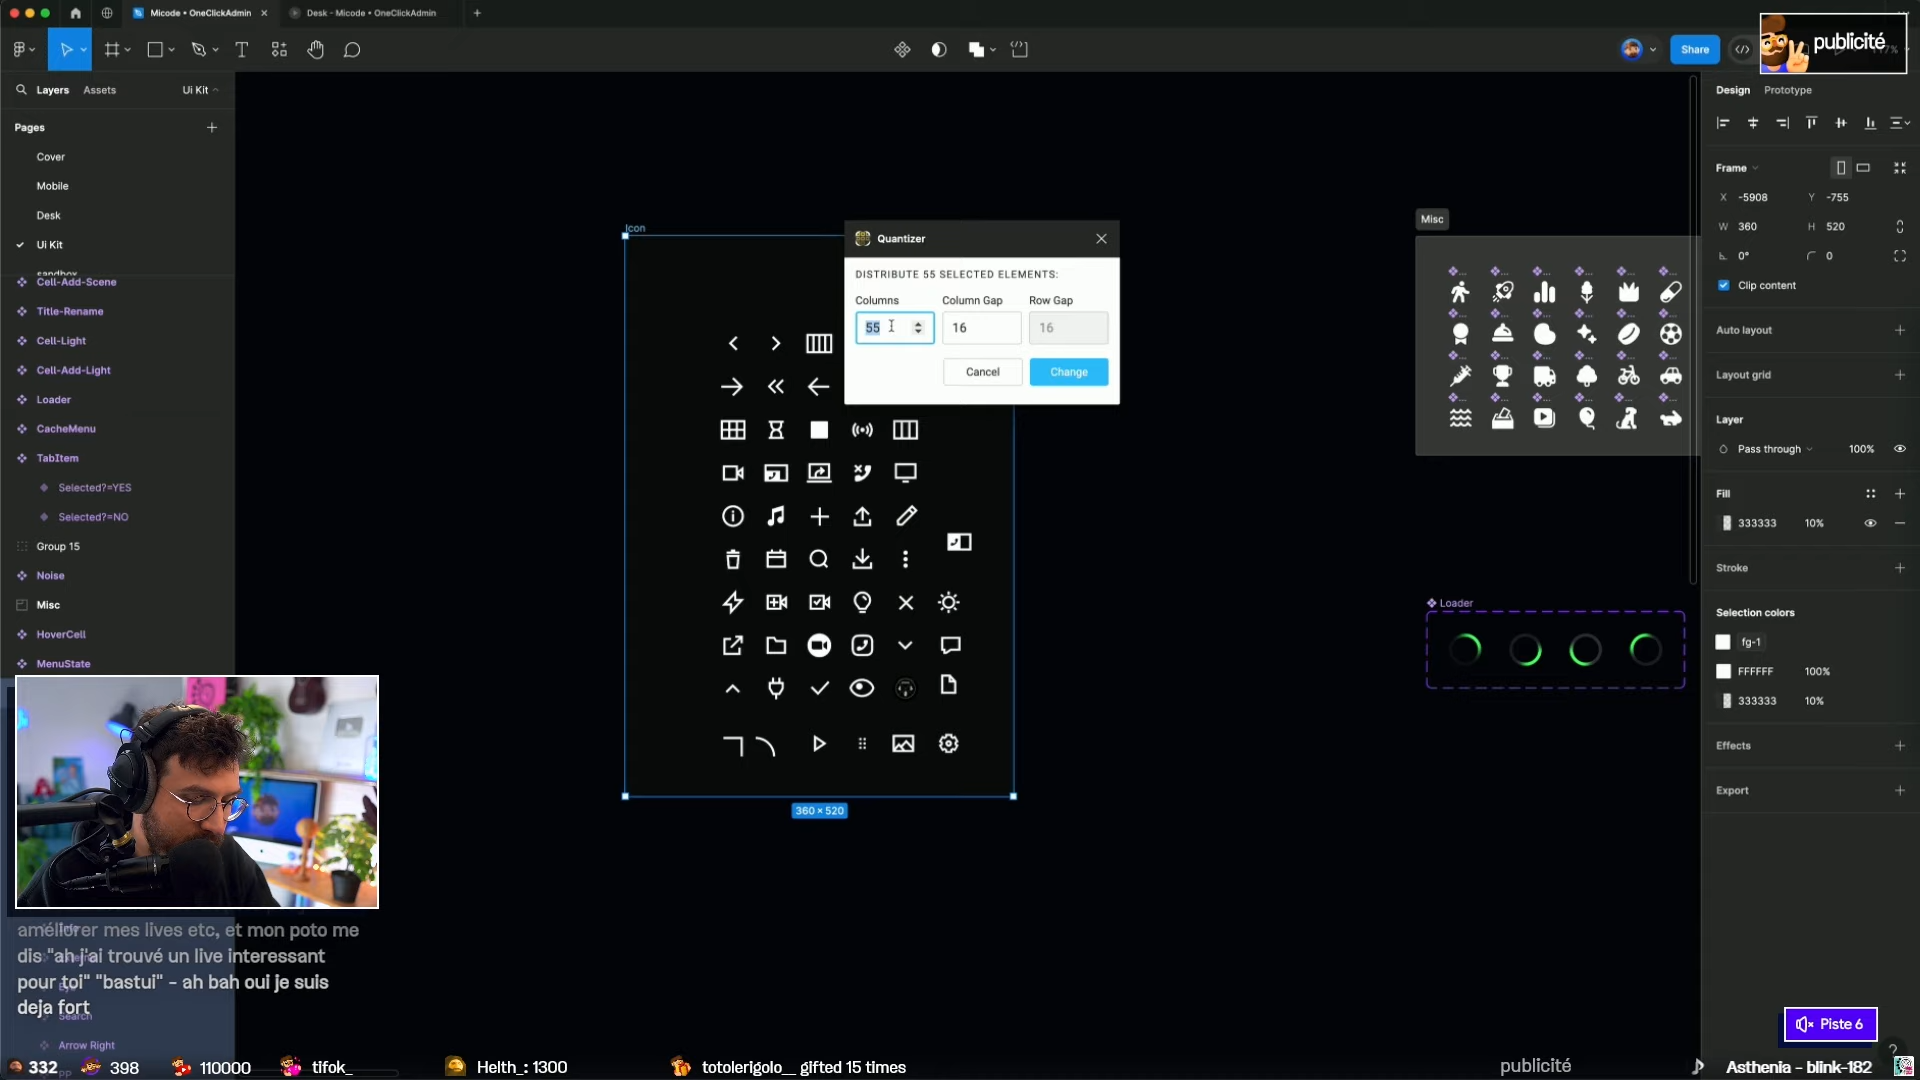 Micode • OneClickAdmin
Desk - Micode • OneClickAdmin
publicité
Share
Layers
Assets
Ui Kit
Pages
Cover
Mobile
Desk
Ui Kit
sandbox
Cell-Add-Scene
Title-Rename
Cell-Light
Cell-Add-Light
Loader
CacheMenu
TabItem
Selected?=YES
Selected?=NO
Group 15
Noise
Misc
HoverCell
MenuState
Icon
Quantizer
DISTRIBUTE 55 SELECTED ELEMENTS:
Columns
Column Gap
Row Gap
55
16
16
Cancel
Change
360 × 520
Misc
Loader
Design
Prototype
Frame
X -5908
Y -755
W 360
H 520
0°
0
Clip content
Auto layout
Layout grid
Layer
Pass through
100%
Fill
333333
10%
Stroke
Selection colors
fg-1
FFFFFF
100%
333333
10%
Effects
Export
améliorer mes lives etc, et mon poto me
dis "ah j'ai trouvé un live interessant
pour toi" "bastui" - ah bah oui je suis
deja fort
Search
Arrow Right
Piste 6
332
398
110000
tifok_
Helth_: 1300
totolerigolo__ gifted 15 times
publicité
Asthenia - blink-182